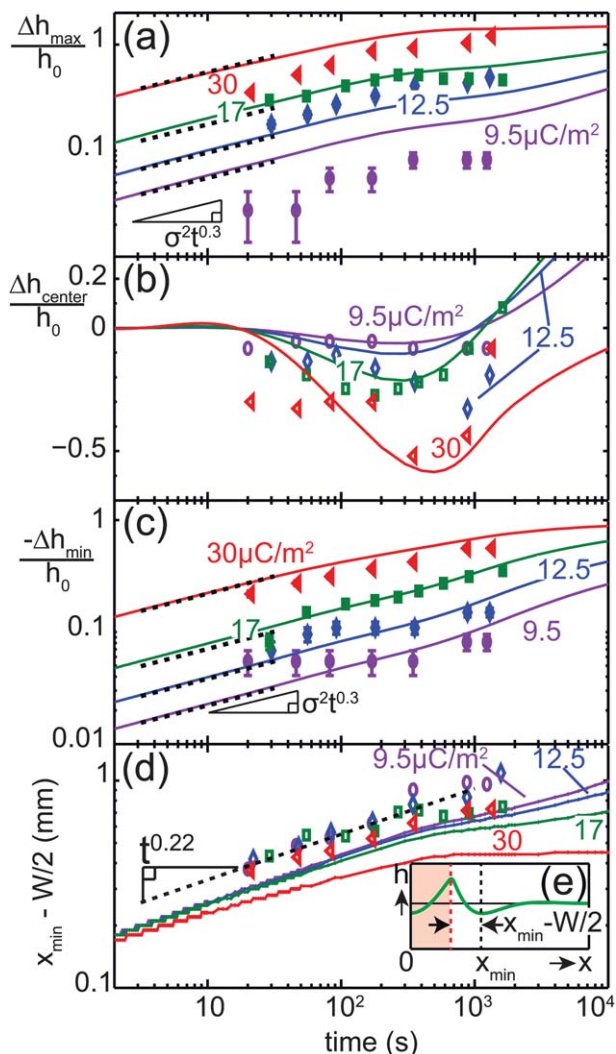 Δh_max/h_0
1
0.1
(a)
30
17
12.5
9.5μC/m²
σ²t^0.3
Δh_center/h_0
0.2
0
−0.5
(b)
9.5μC/m²
12.5
17
30
-Δh_min/h_0
1
0.1
0.01
(c)
30μC/m²
12.5
17
9.5
σ²t^0.3
x_min - W/2 (mm)
1
0.1
(d)
9.5μC/m²
12.5
17
30
t^0.22
h
(e)
x_min-W/2
0
x_min
x
10
10²
10³
10⁴
time (s)